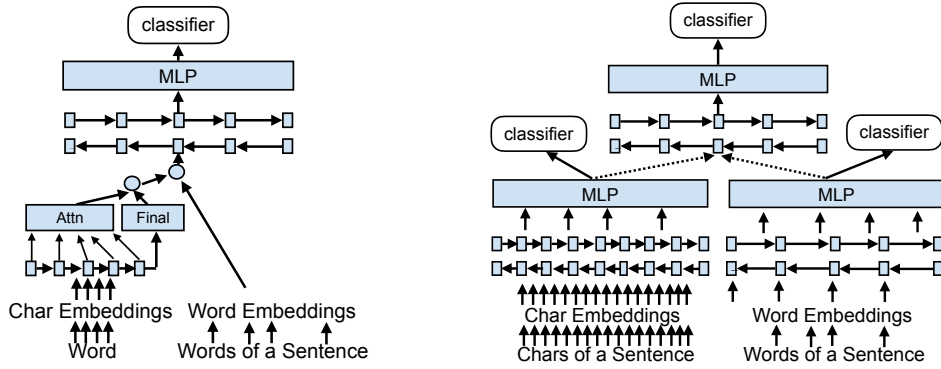 classifier
MLP
Attn
Final
Char Embeddings
Word
Word Embeddings
Words of a Sentence
classifier
MLP
classifier
classifier
MLP
MLP
Char Embeddings
Chars of a Sentence
Word Embeddings
Words of a Sentence